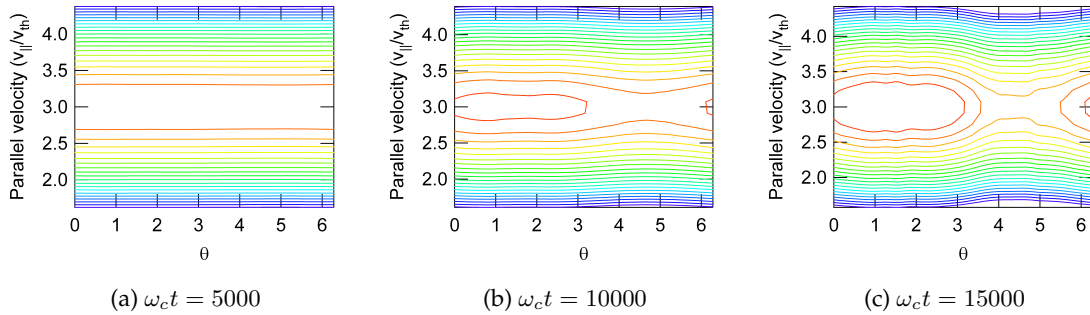 Parallel velocity (v||/vth)
4.0
3.5
3.0
2.5
2.0
0 1 2 3 4 5 6
θ
(a) ωct = 5000
Parallel velocity (v||/vth)
4.0
3.5
3.0
2.5
2.0
0 1 2 3 4 5 6
θ
(b) ωct = 10000
Parallel velocity (v||/vth)
4.0
3.5
3.0
2.5
2.0
0 1 2 3 4 5 6
θ
(c) ωct = 15000